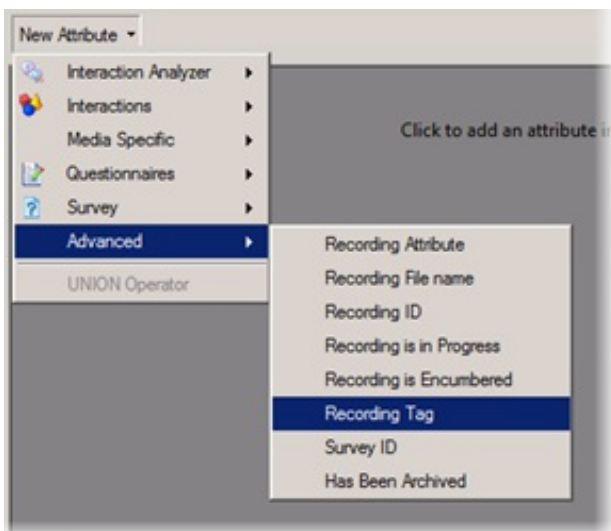 New Attribute
Interaction Analyzer
Interactions
Media Specific
Questionnaires
Survey
Advanced
UNION Operator
Click to add an attribute
Recording Attribute
Recording File name
Recording ID
Recording is in Progress
Recording is Encumbered
Recording Tag
Survey ID
Has Been Archived